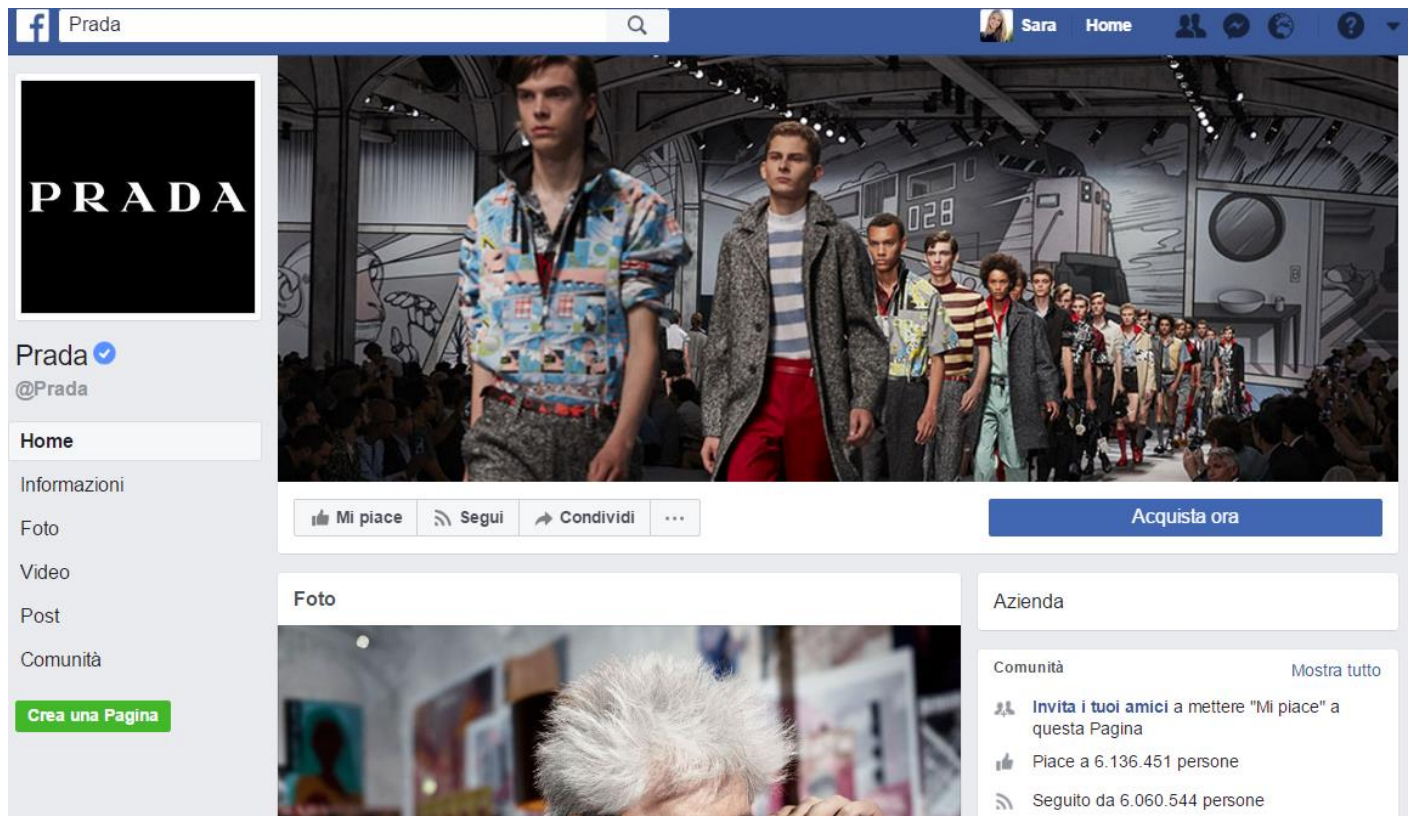 Prada
Sara
Home
PRADA
028
Prada
@Prada
Home
Informazioni
Foto
Video
Post
Comunità
Crea una Pagina
Mi piace
Segui
Condividi
...
Acquista ora
Foto
Azienda
Comunità
Mostra tutto
Invita i tuoi amici a mettere "Mi piace" a
questa Pagina
Piace a 6.136.451 persone
Seguito da 6.060.544 persone